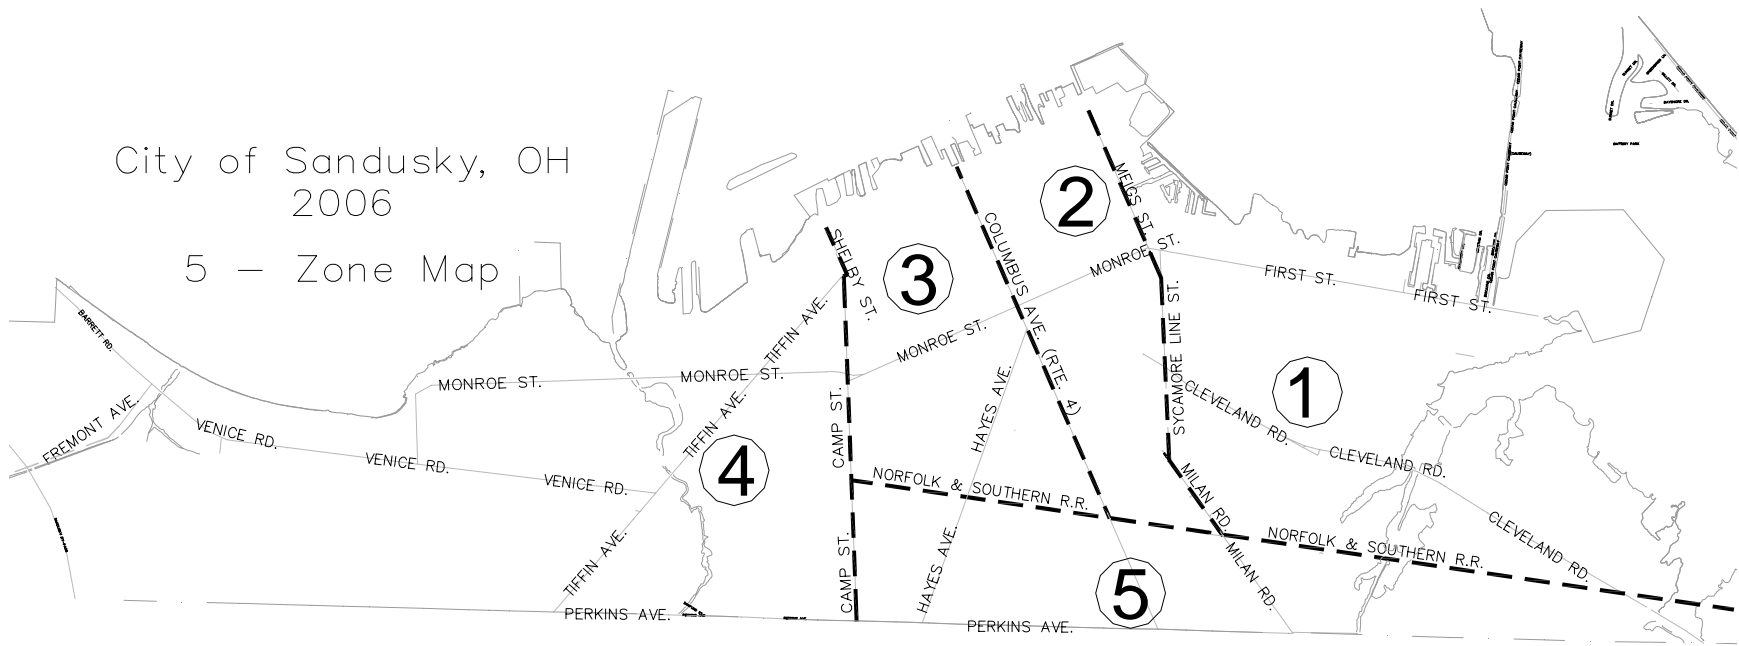 City of Sandusky, OH
2006
5 - Zone Map
2
MEIGS ST.
COLUMBUS AVE. (RTE. 4)
SHELBY ST.
3
MONROE ST.
FIRST ST.
FIRST ST.
BARRETT RD.
TIFFIN AVE.
MONROE ST.
SYCAMORE LINE ST.
MONROE ST.
MONROE ST.
1
HAYES AVE.
CLEVELAND RD.
FREMONT AVE.
TIFFIN AVE.
CAMP ST.
VENICE RD.
VENICE RD.
VENICE RD.
4
CLEVELAND RD.
NORFOLK & SOUTHERN R.R.
MILAN RD.
CLEVELAND RD.
NORFOLK & SOUTHERN R.R.
TIFFIN AVE.
CAMP ST.
HAYES AVE.
5
MILAN RD.
PERKINS AVE.
PERKINS AVE.